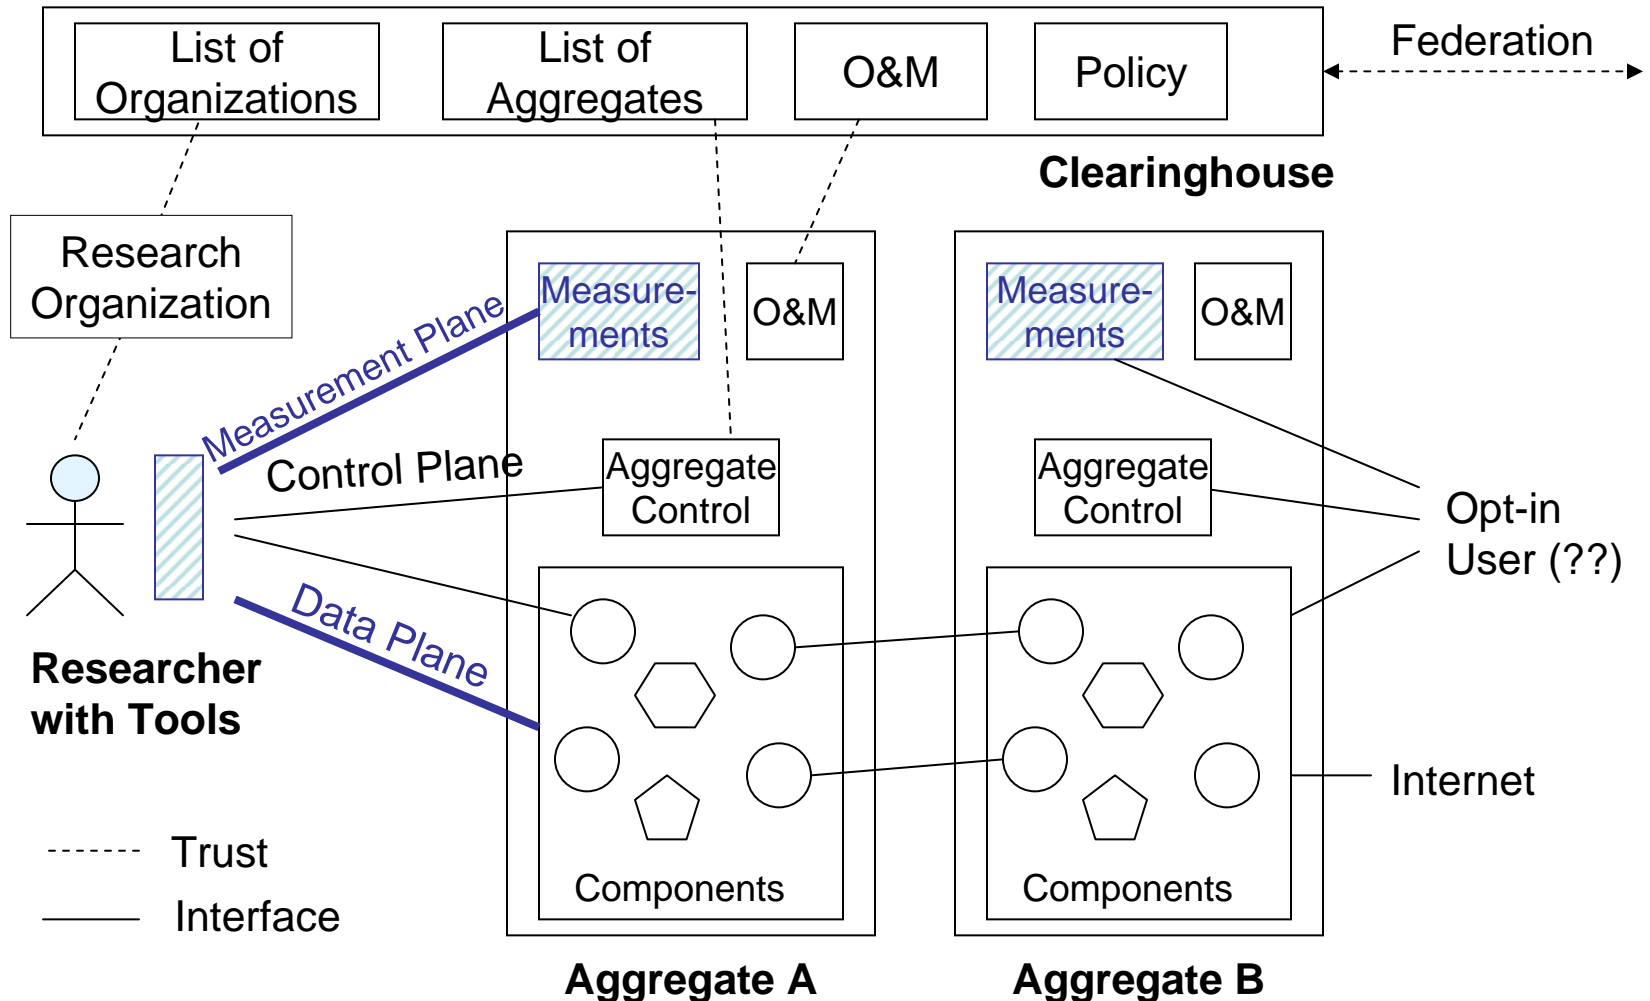 List of
Organizations
List of
Aggregates
O&M
Policy
Federation
Clearinghouse
Research
Organization
Measure-
ments
O&M
Measure-
ments
O&M
Measurement Plane
Control Plane
Aggregate
Control
Aggregate
Control
Opt-in
User (??)
Data Plane
Researcher
with Tools
Internet
Trust
Interface
Components
Components
Aggregate A
Aggregate B